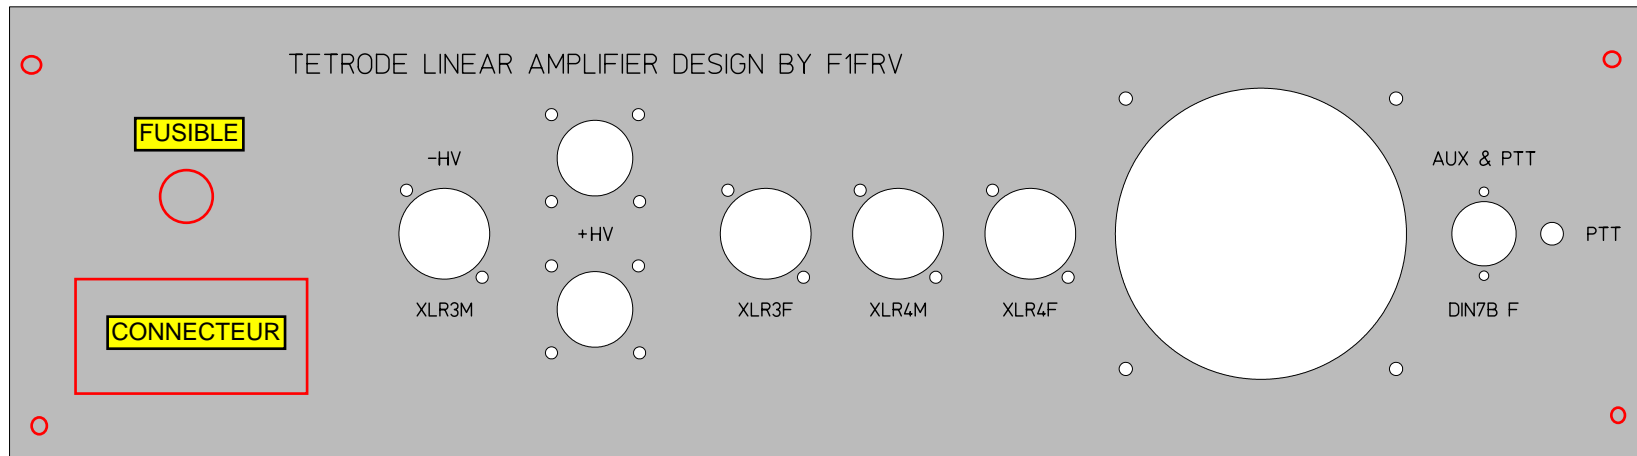 TETRODE LINEAR AMPLIFIER DESIGN BY F1FRV
FUSIBLE
-HV
AUX & PTT
+HV
PTT
XLR3M
XLR3F
XLR4M
XLR4F
DIN7B F
CONNECTEUR